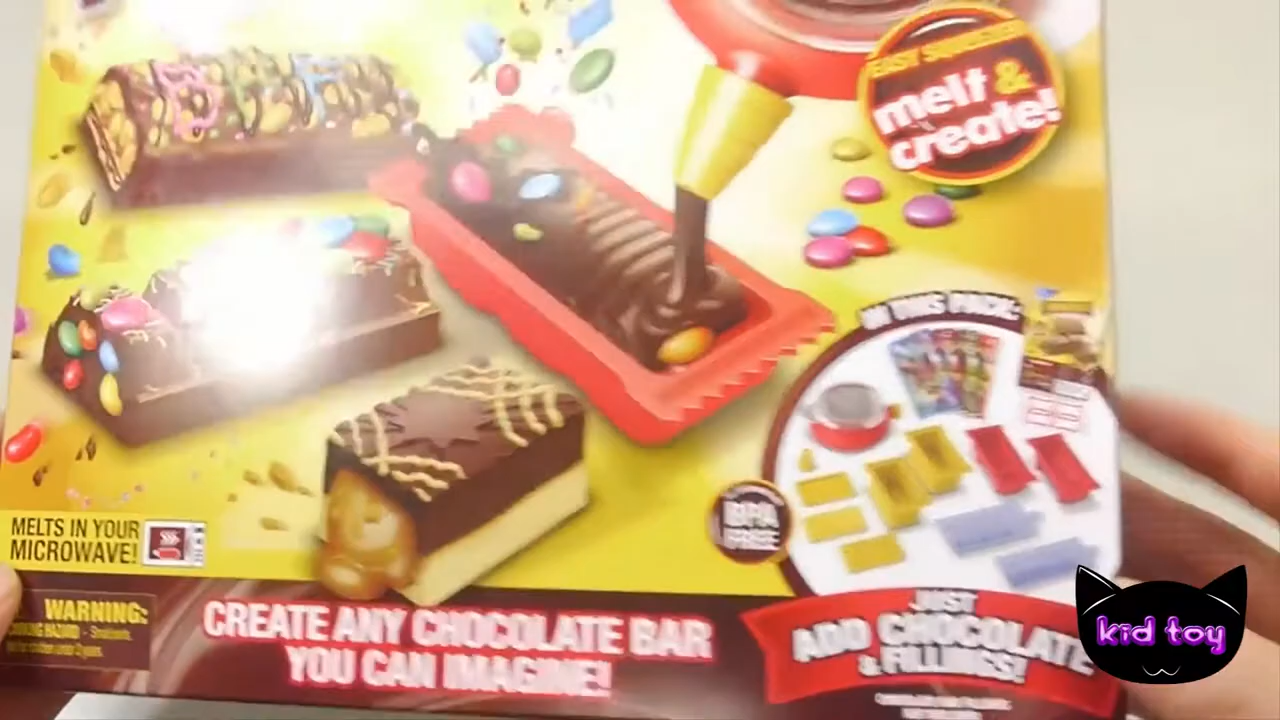 EASY SQUEEZE!
melt &
create!
IN THIS PACK:
BPA
FREE
MELTS IN YOUR
MICROWAVE!
WARNING:
CREATE ANY CHOCOLATE BAR
YOU CAN IMAGINE!
JUST
ADD CHOCOLATE
& FILLINGS!
kid toy